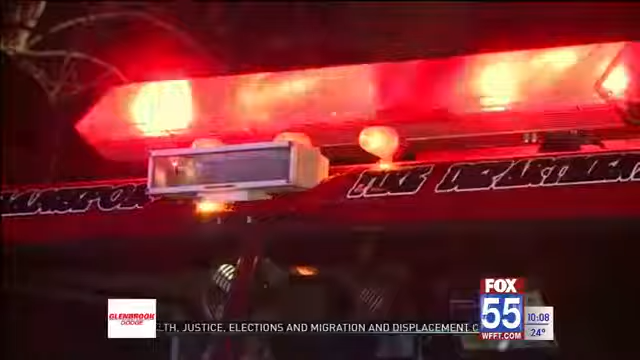 FIRE DEPARTMENT
FOX
55
WFFT.COM
10:08
24°
GLENBROOK
DODGE
LTH, JUSTICE, ELECTIONS AND MIGRATION AND DISPLACEMENT. C